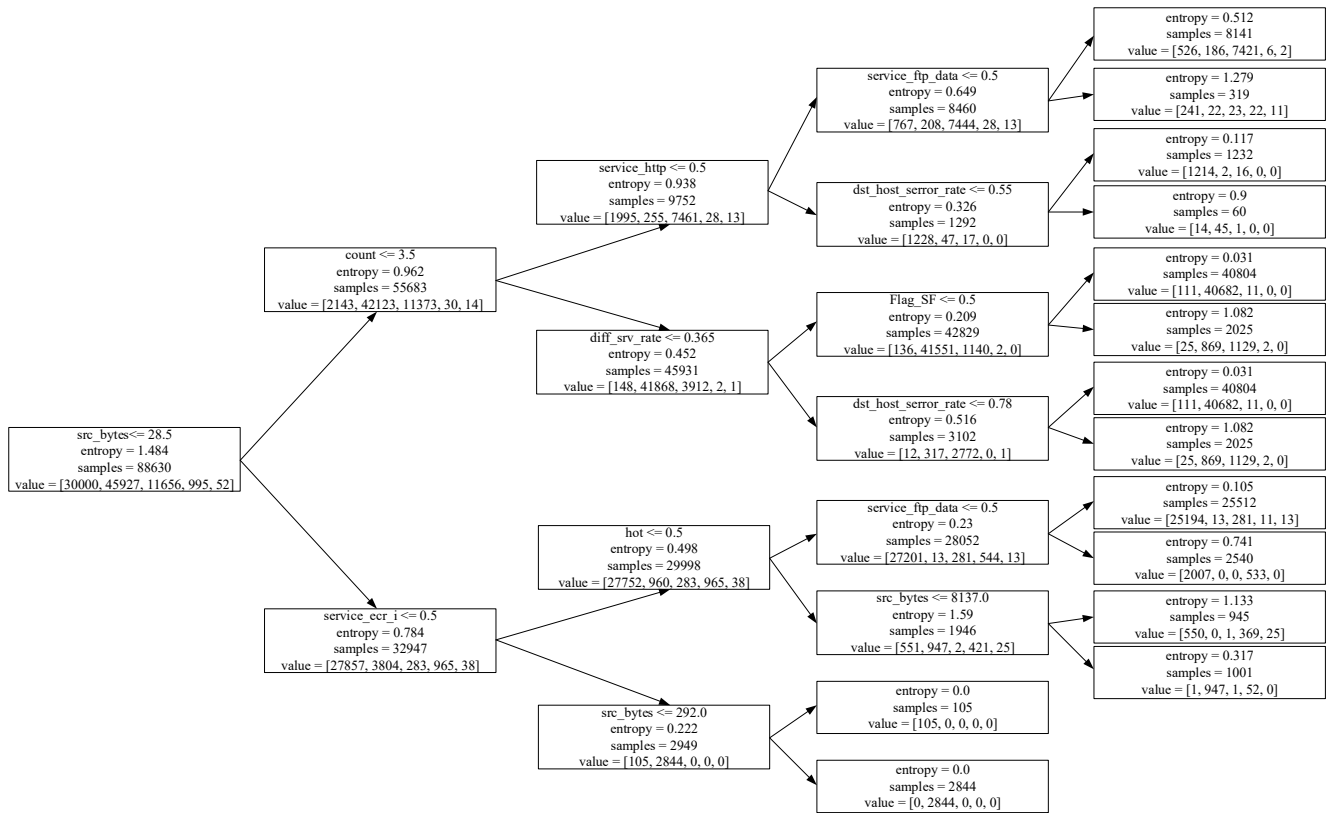 src_bytes<= 28.5
entropy = 1.484
samples = 88630
value = [30000, 45927, 11656, 995, 52]
count <= 3.5
entropy = 0.962
samples = 55683
value = [2143, 42123, 11373, 30, 14]
service_ecr_i <= 0.5
entropy = 0.784
samples = 32947
value = [27857, 3804, 283, 965, 38]
service_http <= 0.5
entropy = 0.938
samples = 9752
value = [1995, 255, 7461, 28, 13]
diff_srv_rate <= 0.365
entropy = 0.452
samples = 45931
value = [148, 41868, 3912, 2, 1]
hot <= 0.5
entropy = 0.498
samples = 29998
value = [27752, 960, 283, 965, 38]
src_bytes <= 292.0
entropy = 0.222
samples = 2949
value = [105, 2844, 0, 0, 0]
service_ftp_data <= 0.5
entropy = 0.649
samples = 8460
value = [767, 208, 7444, 28, 13]
dst_host_serror_rate <= 0.55
entropy = 0.326
samples = 1292
value = [1228, 47, 17, 0, 0]
Flag_SF <= 0.5
entropy = 0.209
samples = 42829
value = [136, 41551, 1140, 2, 0]
dst_host_serror_rate <= 0.78
entropy = 0.516
samples = 3102
value = [12, 317, 2772, 0, 1]
service_ftp_data <= 0.5
entropy = 0.23
samples = 28052
value = [27201, 13, 281, 544, 13]
src_bytes <= 8137.0
entropy = 1.59
samples = 1946
value = [551, 947, 2, 421, 25]
entropy = 0.0
samples = 105
value = [105, 0, 0, 0, 0]
entropy = 0.0
samples = 2844
value = [0, 2844, 0, 0, 0]
entropy = 0.512
samples = 8141
value = [526, 186, 7421, 6, 2]
entropy = 1.279
samples = 319
value = [241, 22, 23, 22, 11]
entropy = 0.117
samples = 1232
value = [1214, 2, 16, 0, 0]
entropy = 0.9
samples = 60
value = [14, 45, 1, 0, 0]
entropy = 0.031
samples = 40804
value = [111, 40682, 11, 0, 0]
entropy = 1.082
samples = 2025
value = [25, 869, 1129, 2, 0]
entropy = 0.031
samples = 40804
value = [111, 40682, 11, 0, 0]
entropy = 1.082
samples = 2025
value = [25, 869, 1129, 2, 0]
entropy = 0.105
samples = 25512
value = [25194, 13, 281, 11, 13]
entropy = 0.741
samples = 2540
value = [2007, 0, 0, 533, 0]
entropy = 1.133
samples = 945
value = [550, 0, 1, 369, 25]
entropy = 0.317
samples = 1001
value = [1, 947, 1, 52, 0]